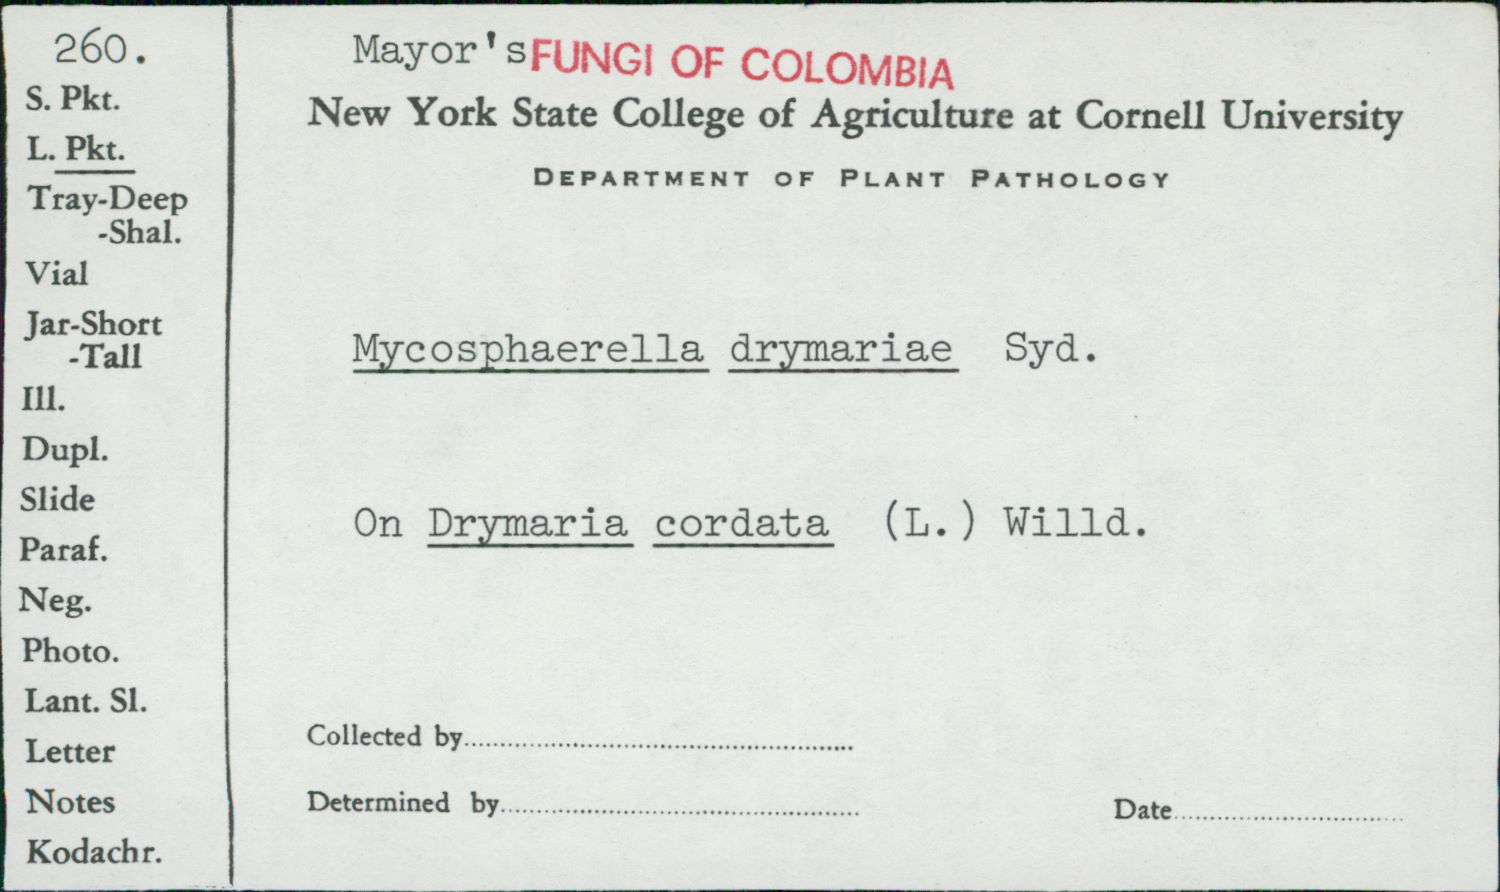 260.
S. Pkt.
L. Pkt.
Tray-Deep
-Shal.
Vial
Jar-Short
-Tall
Ill.
Dupl.
Slide
Paraf.
Neg.
Photo.
Lant. Sl.
Letter
Notes
Kodachr.
Mayor's FUNGI OF COLOMBIA
New York State College of Agriculture at Cornell University
DEPARTMENT OF PLANT PATHOLOGY
Mycosphaerella drymariae Syd.
On Drymaria cordata (L.) Willd.
Collected by
Determined by
Date